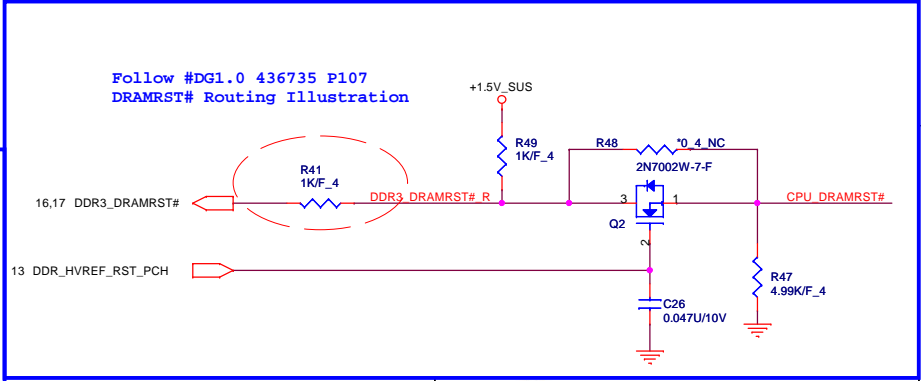 Follow #DG1.0 436735 P107
DRAMRST# Routing Illustration
+1.5V_SUS
R49
1K/F_4
R48
*0_4_NC
2N7002W-7-F
R41
1K/F_4
16,17 DDR3_DRAMRST#
DDR3_DRAMRST#_R
3
1
CPU_DRAMRST#
Q2
2
13 DDR_HVREF_RST_PCH
R47
4.99K/F_4
C26
0.047U/10V